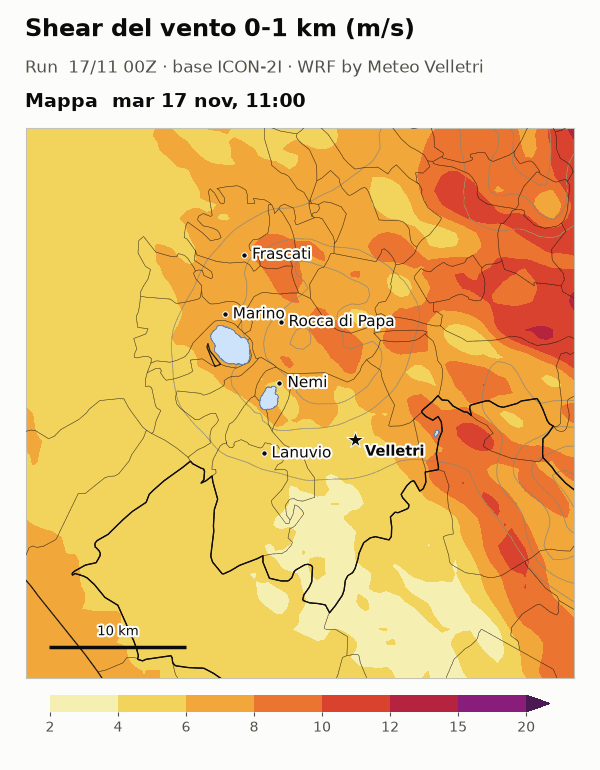 Shear del vento 0-1 km (m/s)
Run 17/11 00Z · base ICON-2I · WRF by Meteo Velletri
Mappa mar 17 nov, 11:00
Frascati
Marino
Rocca di Papa
Nemi
Velletri
Lanuvio
10 km
2 4 6 8 10 12 15 20